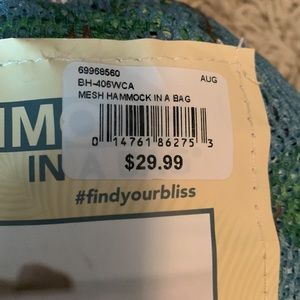 69968560
BH-406WCA AUG
MESH HAMMOCK IN A BAG
0 14761 86275 3
$29.99
IN
#findyourbliss